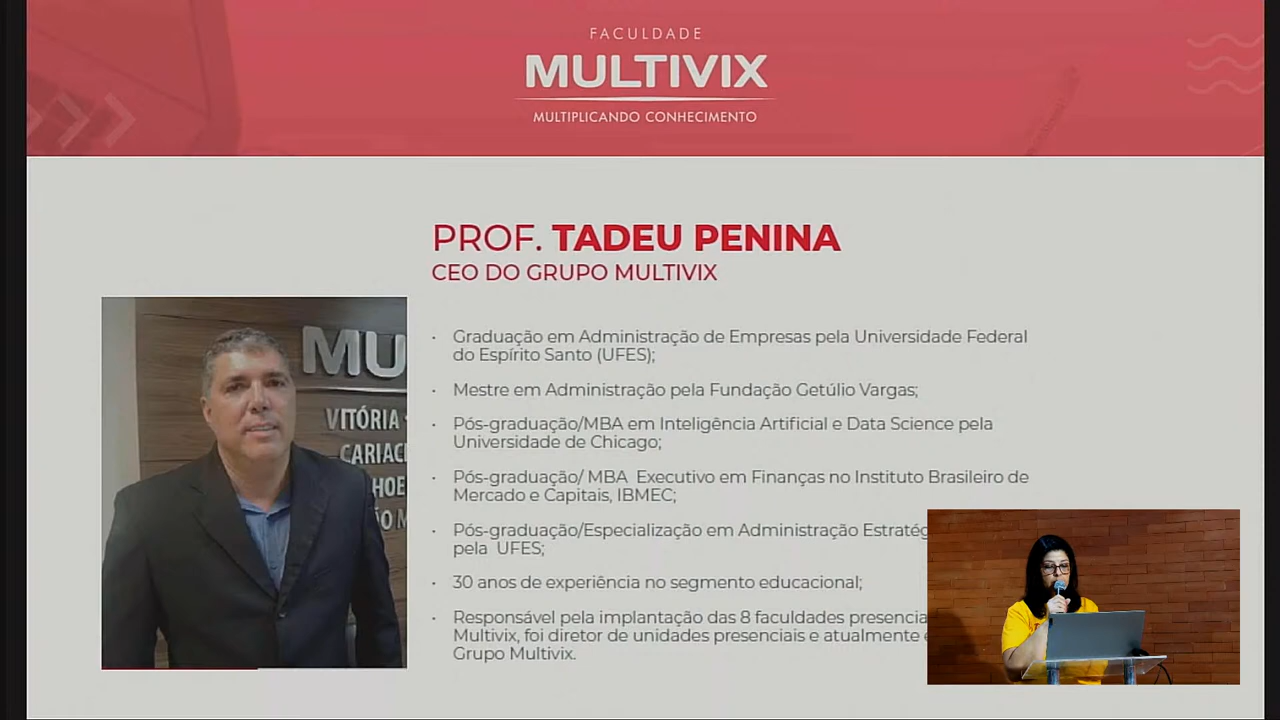 FACULDADE
MULTIVIX
MULTIPLICANDO CONHECIMENTO
PROF. TADEU PENINA
CEO DO GRUPO MULTIVIX
MU
VITÓRIA
CARIAC
HOE
ÃO M
• Graduação em Administração de Empresas pela Universidade Federal
do Espírito Santo (UFES);
• Mestre em Administração pela Fundação Getúlio Vargas;
• Pós-graduação/MBA em Inteligência Artificial e Data Science pela
Universidade de Chicago;
• Pós-graduação/ MBA Executivo em Finanças no Instituto Brasileiro de
Mercado e Capitais, IBMEC;
• Pós-graduação/Especialização em Administração Estratég
pela UFES;
• 30 anos de experiência no segmento educacional;
• Responsável pela implantação das 8 faculdades presencia
Multivix, foi diretor de unidades presenciais e atualmente
Grupo Multivix.